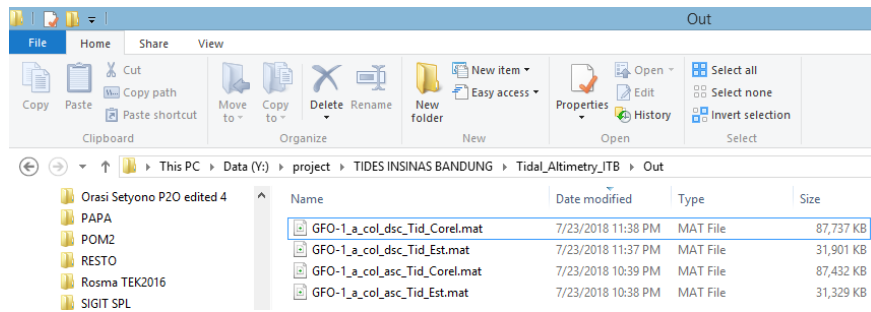 Out
File Home Share View
Copy
Paste
Cut
Copy path
Paste shortcut
Clipboard
Move to
Copy to
Delete
Rename
Organize
New folder
New item
Easy access
New
Properties
Open
Edit
History
Open
Select all
Select none
Invert selection
Select
This PC Data (Y:) project TIDES INSINAS BANDUNG Tidal_Altimetry_ITB Out
Orasi Setyono P2O edited 4
PAPA
POM2
RESTO
Rosma TEK2016
SIGIT SPL
Name Date modified Type Size
GFO-1_a_col_dsc_Tid_Corel.mat 7/23/2018 11:38 PM MAT File 87,737 KB
GFO-1_a_col_dsc_Tid_Est.mat 7/23/2018 11:37 PM MAT File 31,901 KB
GFO-1_a_col_asc_Tid_Corel.mat 7/23/2018 10:39 PM MAT File 87,432 KB
GFO-1_a_col_asc_Tid_Est.mat 7/23/2018 10:38 PM MAT File 31,329 KB